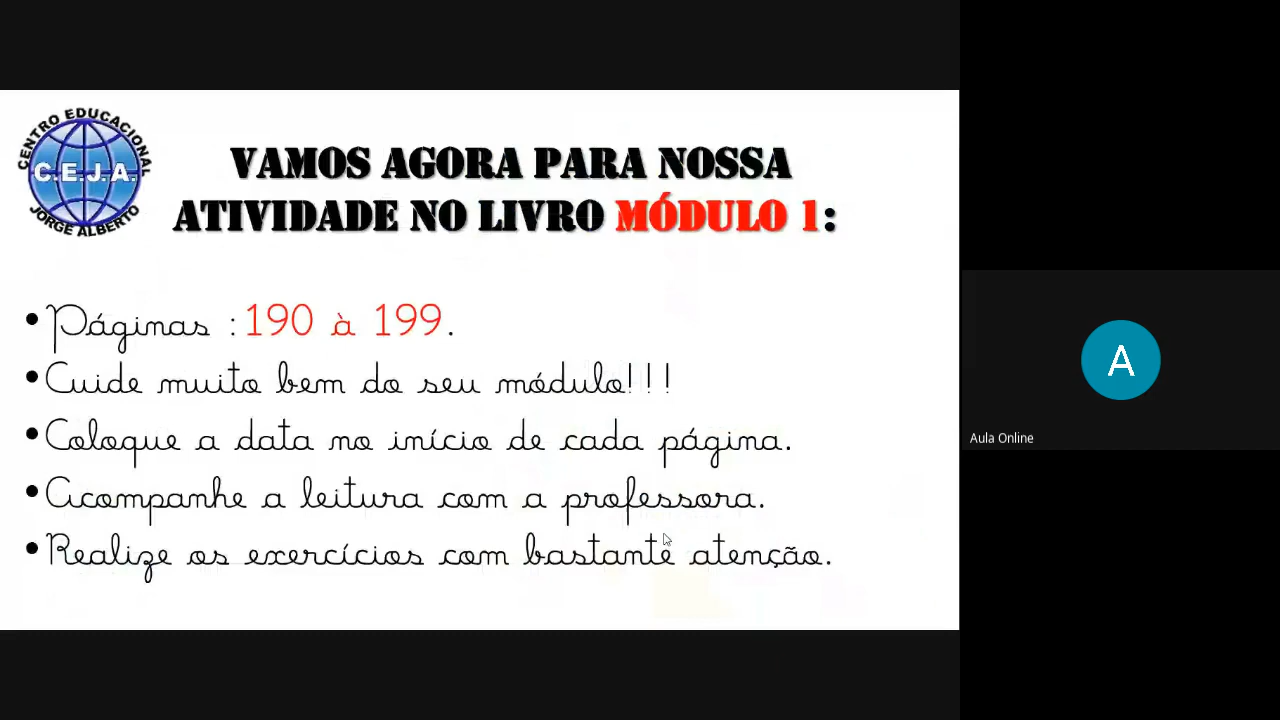 CENTRO EDUCACIONAL
C.E.J.A.
JORGE ALBERTO
VAMOS AGORA PARA NOSSA
ATIVIDADE NO LIVRO MÓDULO 1:
•Páginas :190 à 199.
•Cuide muito bem do seu módulo!!!
•Coloque a data no início de cada página.
•Acompanhe a leitura com a professora.
•Realize os exercícios com bastante atenção.
A
Aula Online